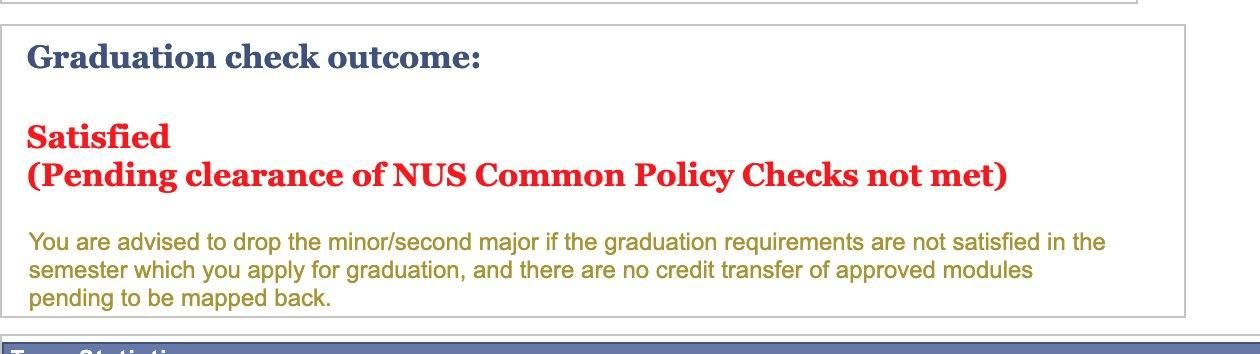 Graduation check outcome:
Satisfied
(Pending clearance of NUS Common Policy Checks not met)
You are advised to drop the minor/second major if the graduation requirements are not satisfied in the
semester which you apply for graduation, and there are no credit transfer of approved modules
pending to be mapped back.